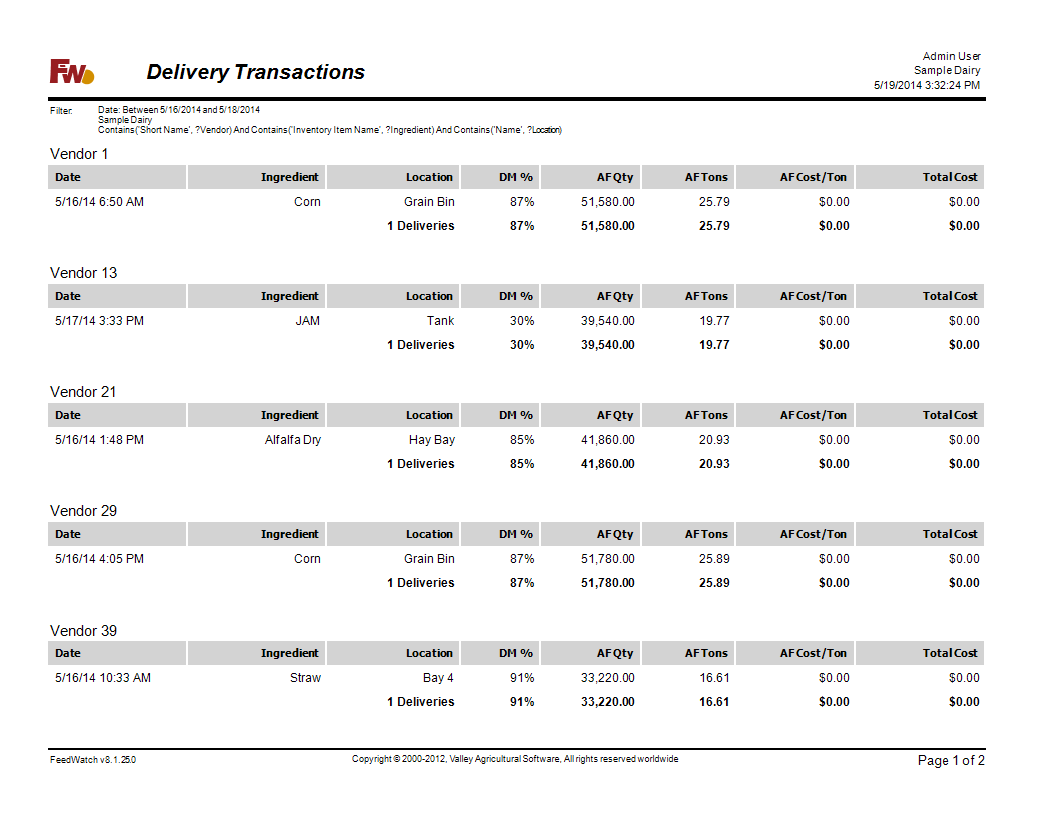 FW
Delivery Transactions
Admin User
Sample Dairy
5/19/2014 3:32:24 PM
Filter: Date: Between 5/16/2014 and 5/18/2014
Sample Dairy
Contains('Short Name', ?Vendor) And Contains('Inventory Item Name', ?Ingredient) And Contains('Name', ?Location)
Vendor 1
Date Ingredient Location DM % AF Qty AF Tons AF Cost/Ton Total Cost
5/16/14 6:50 AM Corn Grain Bin 87% 51,580.00 25.79 $0.00 $0.00
1 Deliveries 87% 51,580.00 25.79 $0.00 $0.00
Vendor 13
Date Ingredient Location DM % AF Qty AF Tons AF Cost/Ton Total Cost
5/17/14 3:33 PM JAM Tank 30% 39,540.00 19.77 $0.00 $0.00
1 Deliveries 30% 39,540.00 19.77 $0.00 $0.00
Vendor 21
Date Ingredient Location DM % AF Qty AF Tons AF Cost/Ton Total Cost
5/16/14 1:48 PM Alfalfa Dry Hay Bay 85% 41,860.00 20.93 $0.00 $0.00
1 Deliveries 85% 41,860.00 20.93 $0.00 $0.00
Vendor 29
Date Ingredient Location DM % AF Qty AF Tons AF Cost/Ton Total Cost
5/16/14 4:05 PM Corn Grain Bin 87% 51,780.00 25.89 $0.00 $0.00
1 Deliveries 87% 51,780.00 25.89 $0.00 $0.00
Vendor 39
Date Ingredient Location DM % AF Qty AF Tons AF Cost/Ton Total Cost
5/16/14 10:33 AM Straw Bay 4 91% 33,220.00 16.61 $0.00 $0.00
1 Deliveries 91% 33,220.00 16.61 $0.00 $0.00
FeedWatch v8.1.25.0 Copyright © 2000-2012, Valley Agricultural Software, All rights reserved worldwide Page 1 of 2